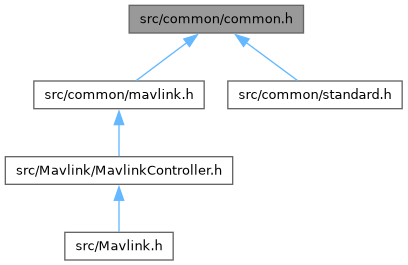 src/common/common.h
src/common/mavlink.h
src/common/standard.h
src/Mavlink/MavlinkController.h
src/Mavlink.h